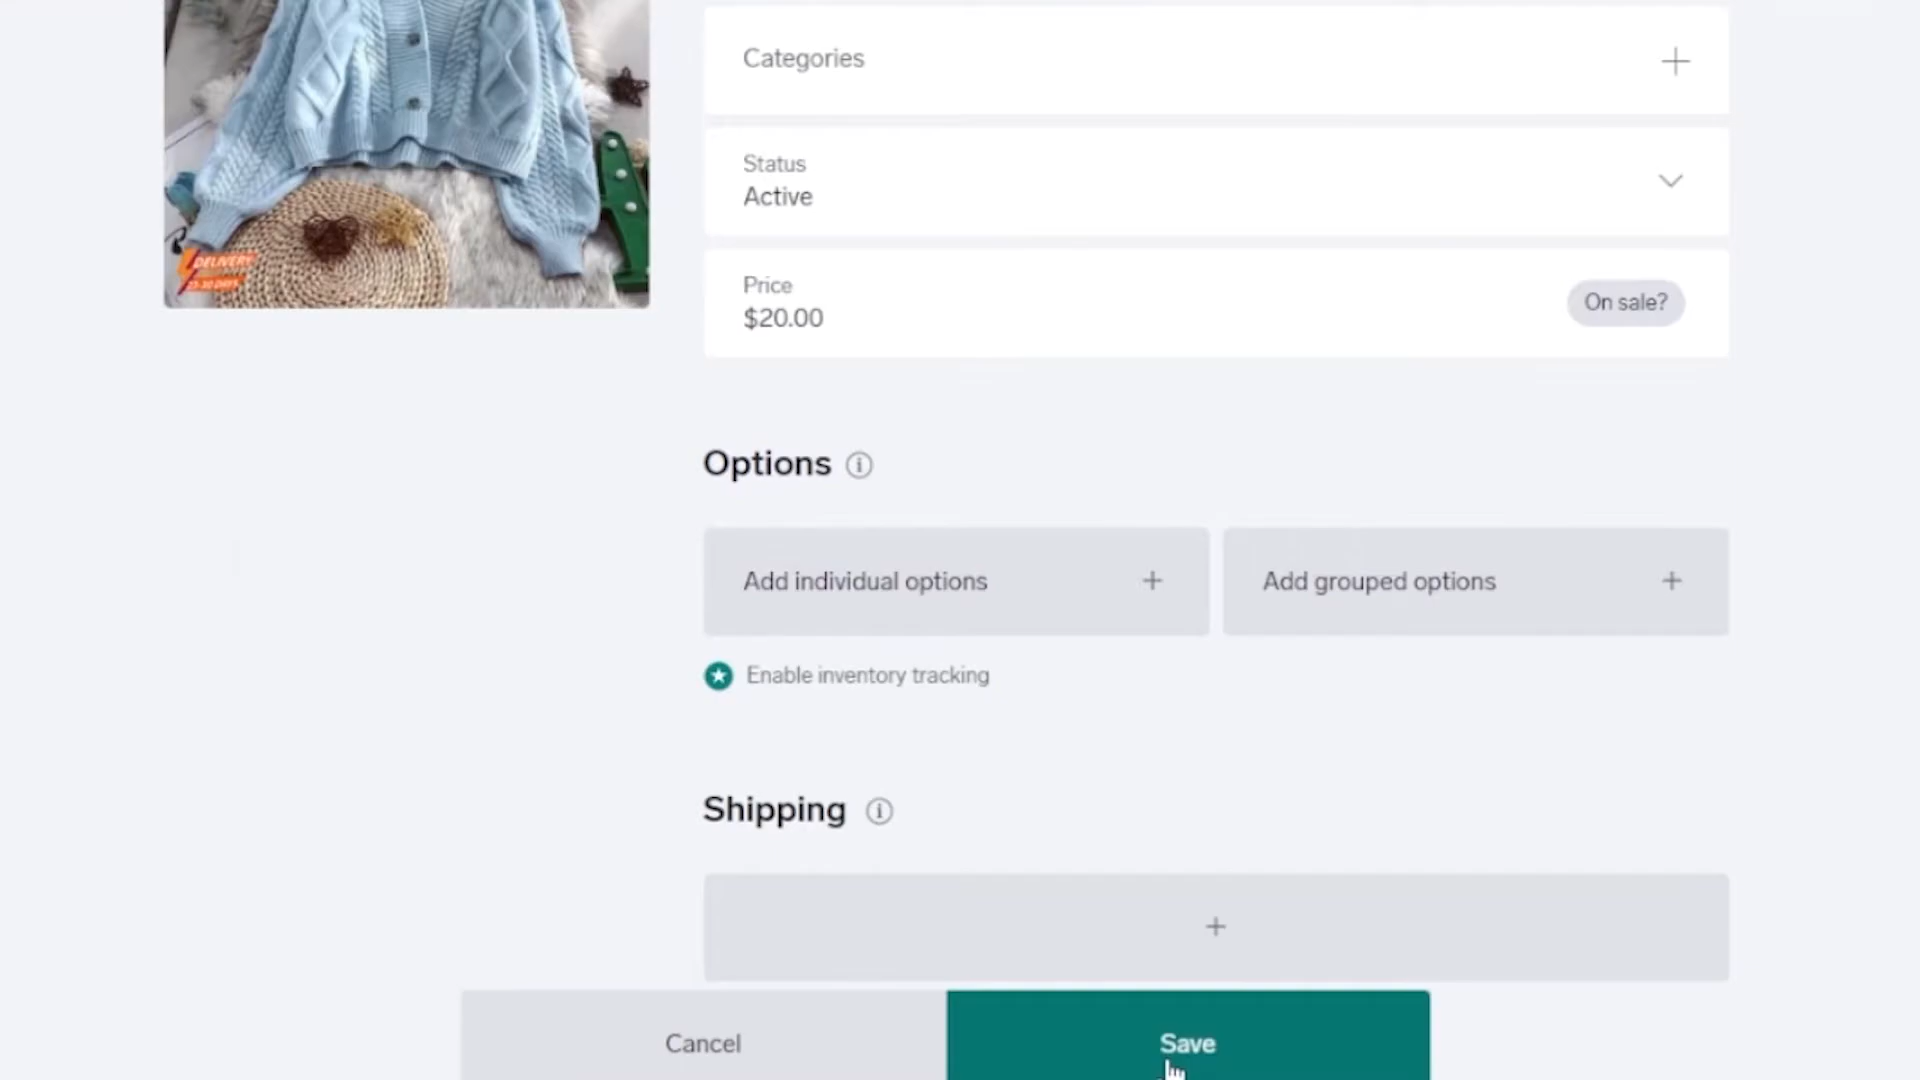 Categories
Status
Active
Price
$20.00
On sale?
DELIVERY
Options
Add individual options
Add grouped options
Enable inventory tracking
Shipping
Cancel
Save